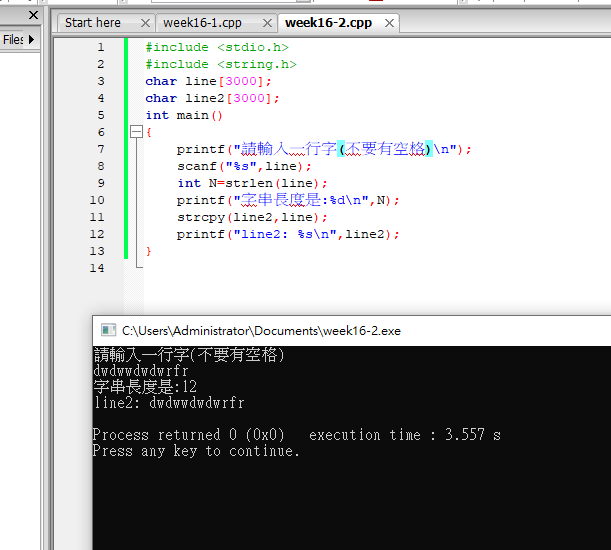 Start here
week16-1.cpp
week16-2.cpp
Files
1 #include <stdio.h>
2 #include <string.h>
3 char line[3000];
4 char line2[3000];
5 int main()
6 {
7 printf("請輸入一行字(不要有空格)\n");
8 scanf("%s",line);
9 int N=strlen(line);
10 printf("字串長度是:%d\n",N);
11 strcpy(line2,line);
12 printf("line2: %s\n",line2);
13 }
14
C:\Users\Administrator\Documents\week16-2.exe
請輸入一行字(不要有空格)
dwdwwdwdwrfr
字串長度是:12
line2: dwdwwdwdwrfr
Process returned 0 (0x0) execution time : 3.557 s
Press any key to continue.